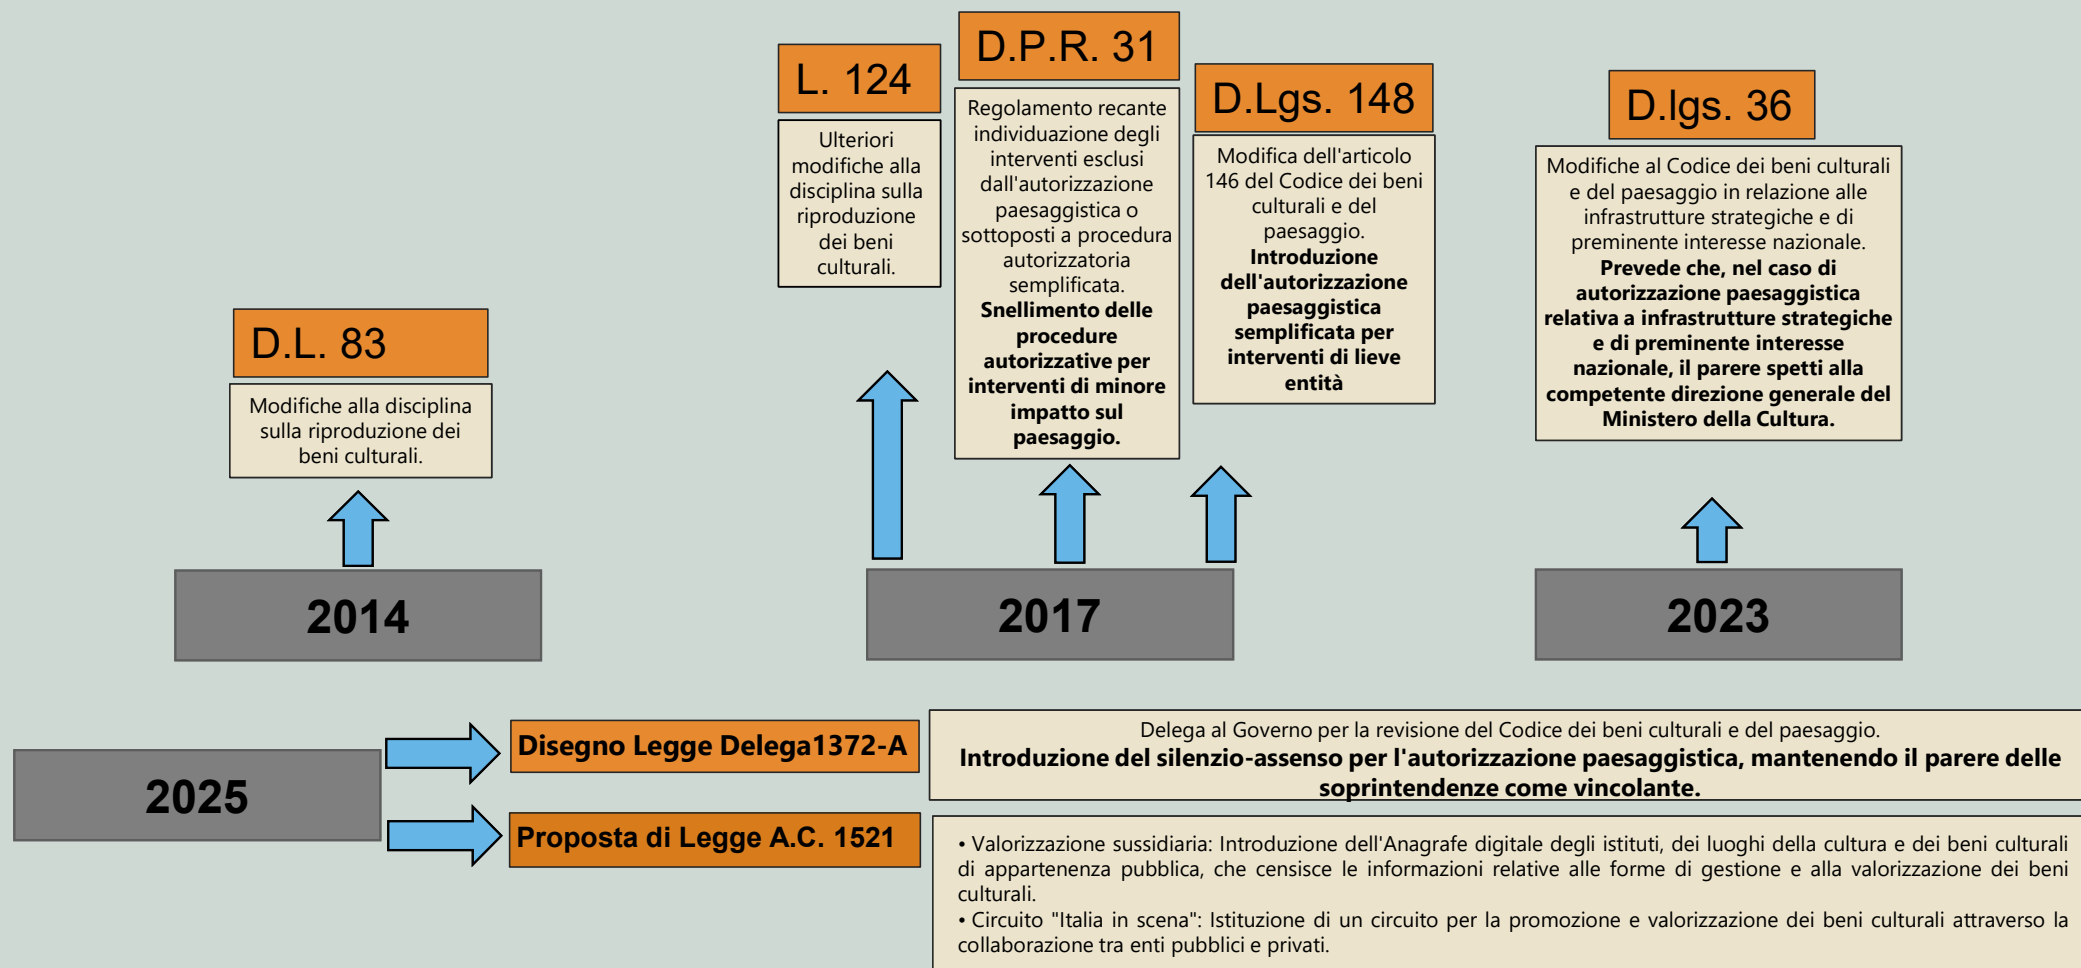 D.L. 83
Modifiche alla disciplina
sulla riproduzione dei
beni culturali.
2014
L. 124
Ulteriori
modifiche alla
disciplina sulla
riproduzione
dei beni
culturali.
D.P.R. 31
Regolamento recante
individuazione degli
interventi esclusi
dall'autorizzazione
paesaggistica o
sottoposti a procedura
autorizzatoria
semplificata.
Snellimento delle
procedure
autorizzative per
interventi di minore
impatto sul
paesaggio.
D.Lgs. 148
Modifica dell'articolo
146 del Codice dei beni
culturali e del
paesaggio.
Introduzione
dell'autorizzazione
paesaggistica
semplificata per
interventi di lieve
entità
2017
D.lgs. 36
Modifiche al Codice dei beni culturali
e del paesaggio in relazione alle
infrastrutture strategiche e di
preminente interesse nazionale.
Prevede che, nel caso di
autorizzazione paesaggistica
relativa a infrastrutture strategiche
e di preminente interesse
nazionale, il parere spetti alla
competente direzione generale del
Ministero della Cultura.
2023
2025
Disegno Legge Delega1372-A
Delega al Governo per la revisione del Codice dei beni culturali e del paesaggio.
Introduzione del silenzio-assenso per l'autorizzazione paesaggistica, mantenendo il parere delle
soprintendenze come vincolante.
Proposta di Legge A.C. 1521
• Valorizzazione sussidiaria: Introduzione dell'Anagrafe digitale degli istituti, dei luoghi della cultura e dei beni culturali
di appartenenza pubblica, che censisce le informazioni relative alle forme di gestione e alla valorizzazione dei beni
culturali.
• Circuito "Italia in scena": Istituzione di un circuito per la promozione e valorizzazione dei beni culturali attraverso la
collaborazione tra enti pubblici e privati.